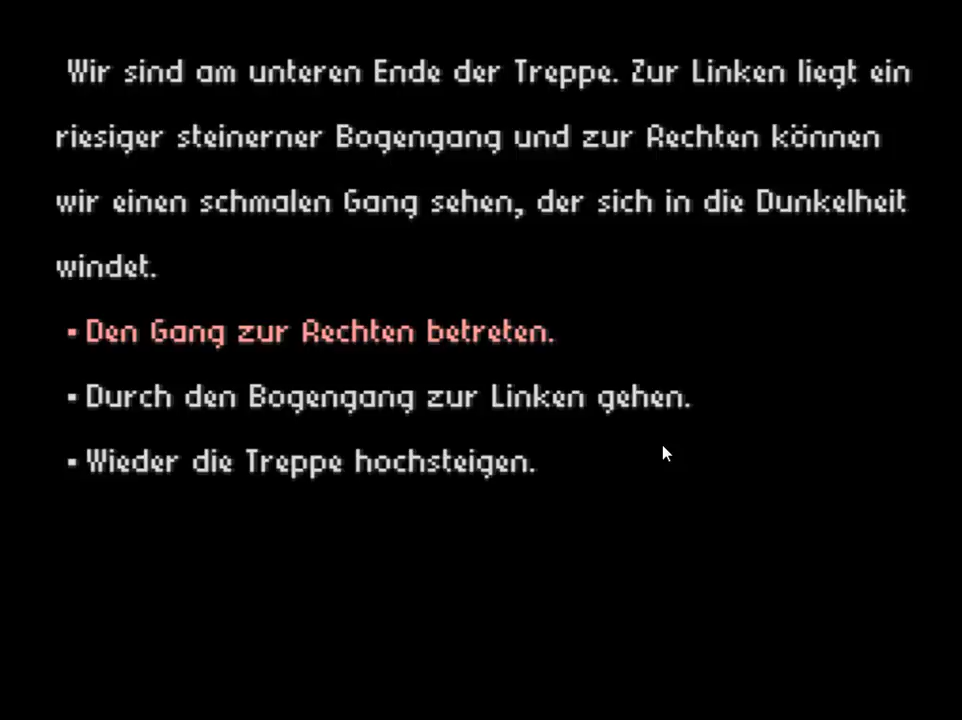 Wir sind am unteren Ende der Treppe. Zur Linken liegt ein
riesiger steinerner Bogengang und zur Rechten können
wir einen schmalen Gang sehen, der sich in die Dunkelheit
windet.
▪ Den Gang zur Rechten betreten.
▪ Durch den Bogengang zur Linken gehen.
▪ Wieder die Treppe hochsteigen.